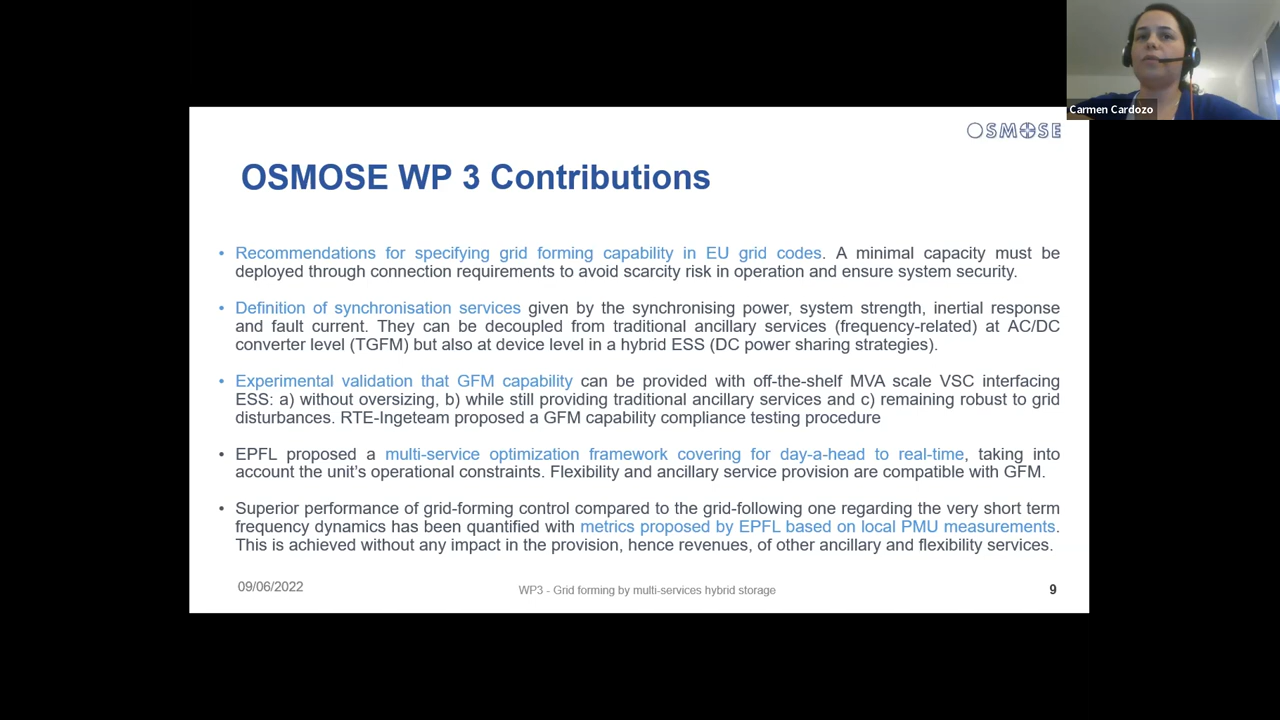 Carmen Cardozo
OSMOSE
OSMOSE WP 3 Contributions
• Recommendations for specifying grid forming capability in EU grid codes. A minimal capacity must be
deployed through connection requirements to avoid scarcity risk in operation and ensure system security.
• Definition of synchronisation services given by the synchronising power, system strength, inertial response
and fault current. They can be decoupled from traditional ancillary services (frequency-related) at AC/DC
converter level (TGFM) but also at device level in a hybrid ESS (DC power sharing strategies).
• Experimental validation that GFM capability can be provided with off-the-shelf MVA scale VSC interfacing
ESS: a) without oversizing, b) while still providing traditional ancillary services and c) remaining robust to grid
disturbances. RTE-Ingeteam proposed a GFM capability compliance testing procedure
• EPFL proposed a multi-service optimization framework covering for day-a-head to real-time, taking into
account the unit's operational constraints. Flexibility and ancillary service provision are compatible with GFM.
• Superior performance of grid-forming control compared to the grid-following one regarding the very short term
frequency dynamics has been quantified with metrics proposed by EPFL based on local PMU measurements.
This is achieved without any impact in the provision, hence revenues, of other ancillary and flexibility services.
09/06/2022
WP3 - Grid forming by multi-services hybrid storage
9